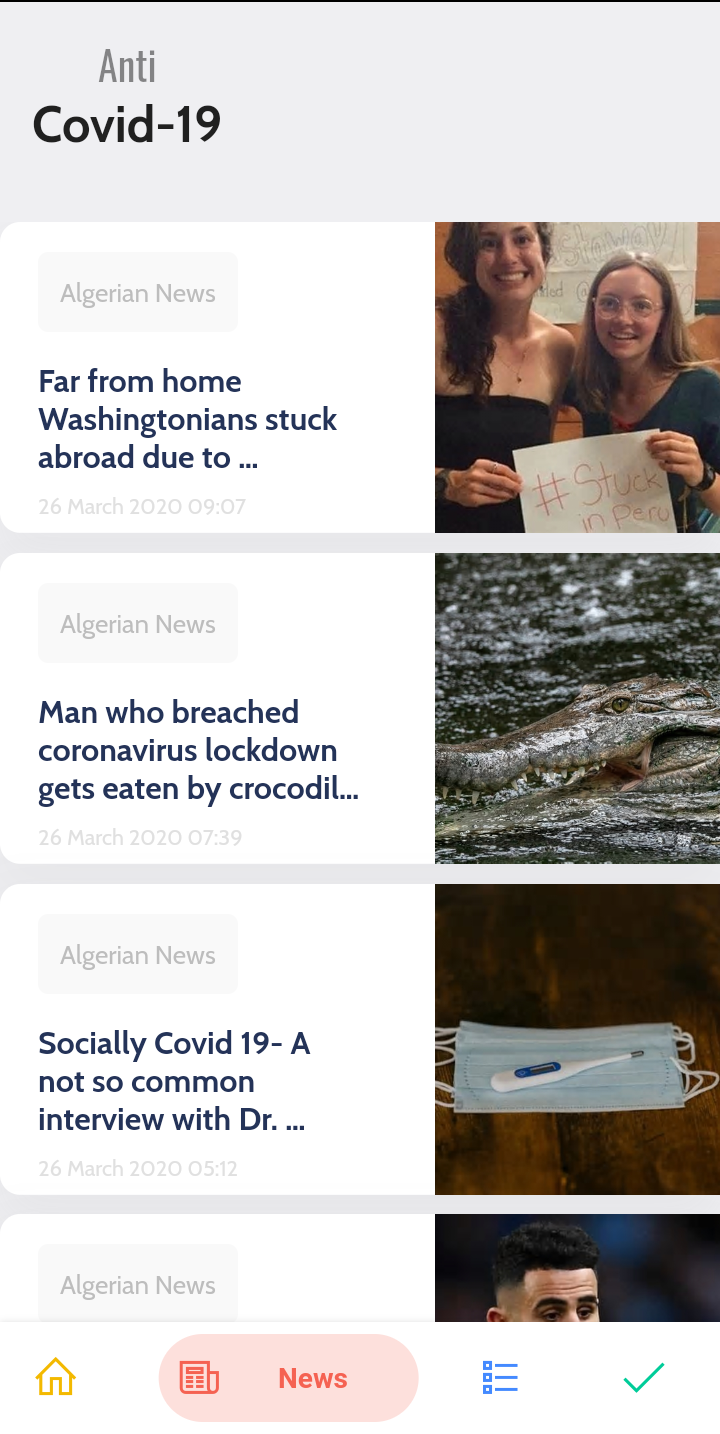 Anti
Covid-19
Algerian News
Far from home
Washingtonians stuck
abroad due to ...
26 March 2020 09:07
# Stuck
in Peru
Algerian News
Man who breached
coronavirus lockdown
gets eaten by crocodil...
26 March 2020 07:39
Algerian News
Socially Covid 19- A
not so common
interview with Dr. ...
26 March 2020 05:12
Algerian News
News